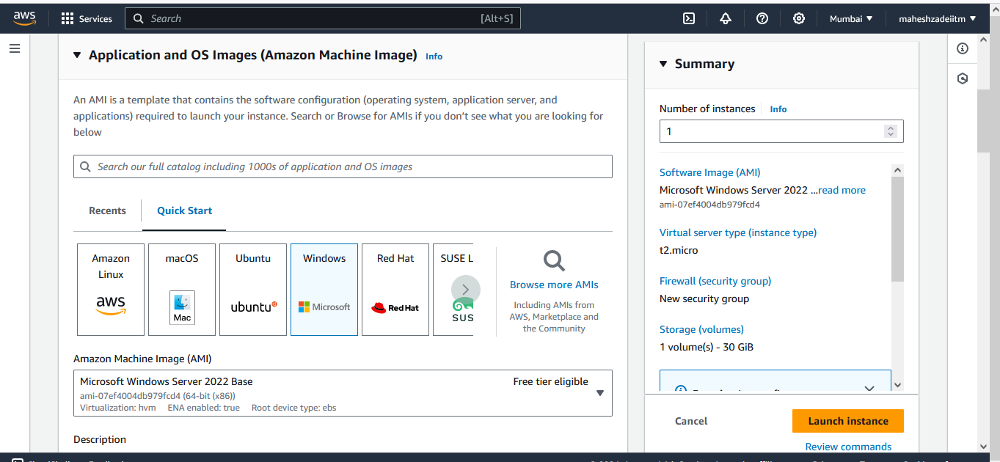 aws
Services
Search
[Alt+S]
Mumbai
maheshzadeiitm
Application and OS Images (Amazon Machine Image)
Info
An AMI is a template that contains the software configuration (operating system, application server, and
applications) required to launch your instance. Search or Browse for AMIs if you don't see what you are looking for
below
Search our full catalog including 1000s of application and OS images
Recents
Quick Start
Amazon
Linux
aws
macOS
Mac
Ubuntu
ubuntu
Windows
Microsoft
Red Hat
Red Hat
SUSE L
SUS
Browse more AMIs
Including AMIs from
AWS, Marketplace and
the Community
Amazon Machine Image (AMI)
Microsoft Windows Server 2022 Base
Free tier eligible
ami-07ef4004db979fcd4 (64-bit (x86))
Virtualization: hvm ENA enabled: true Root device type: ebs
Description
Summary
Number of instances
Info
1
Software Image (AMI)
Microsoft Windows Server 2022 ...read more
ami-07ef4004db979fcd4
Virtual server type (instance type)
t2.micro
Firewall (security group)
New security group
Storage (volumes)
1 volume(s) - 30 GiB
Cancel
Launch instance
Review commands